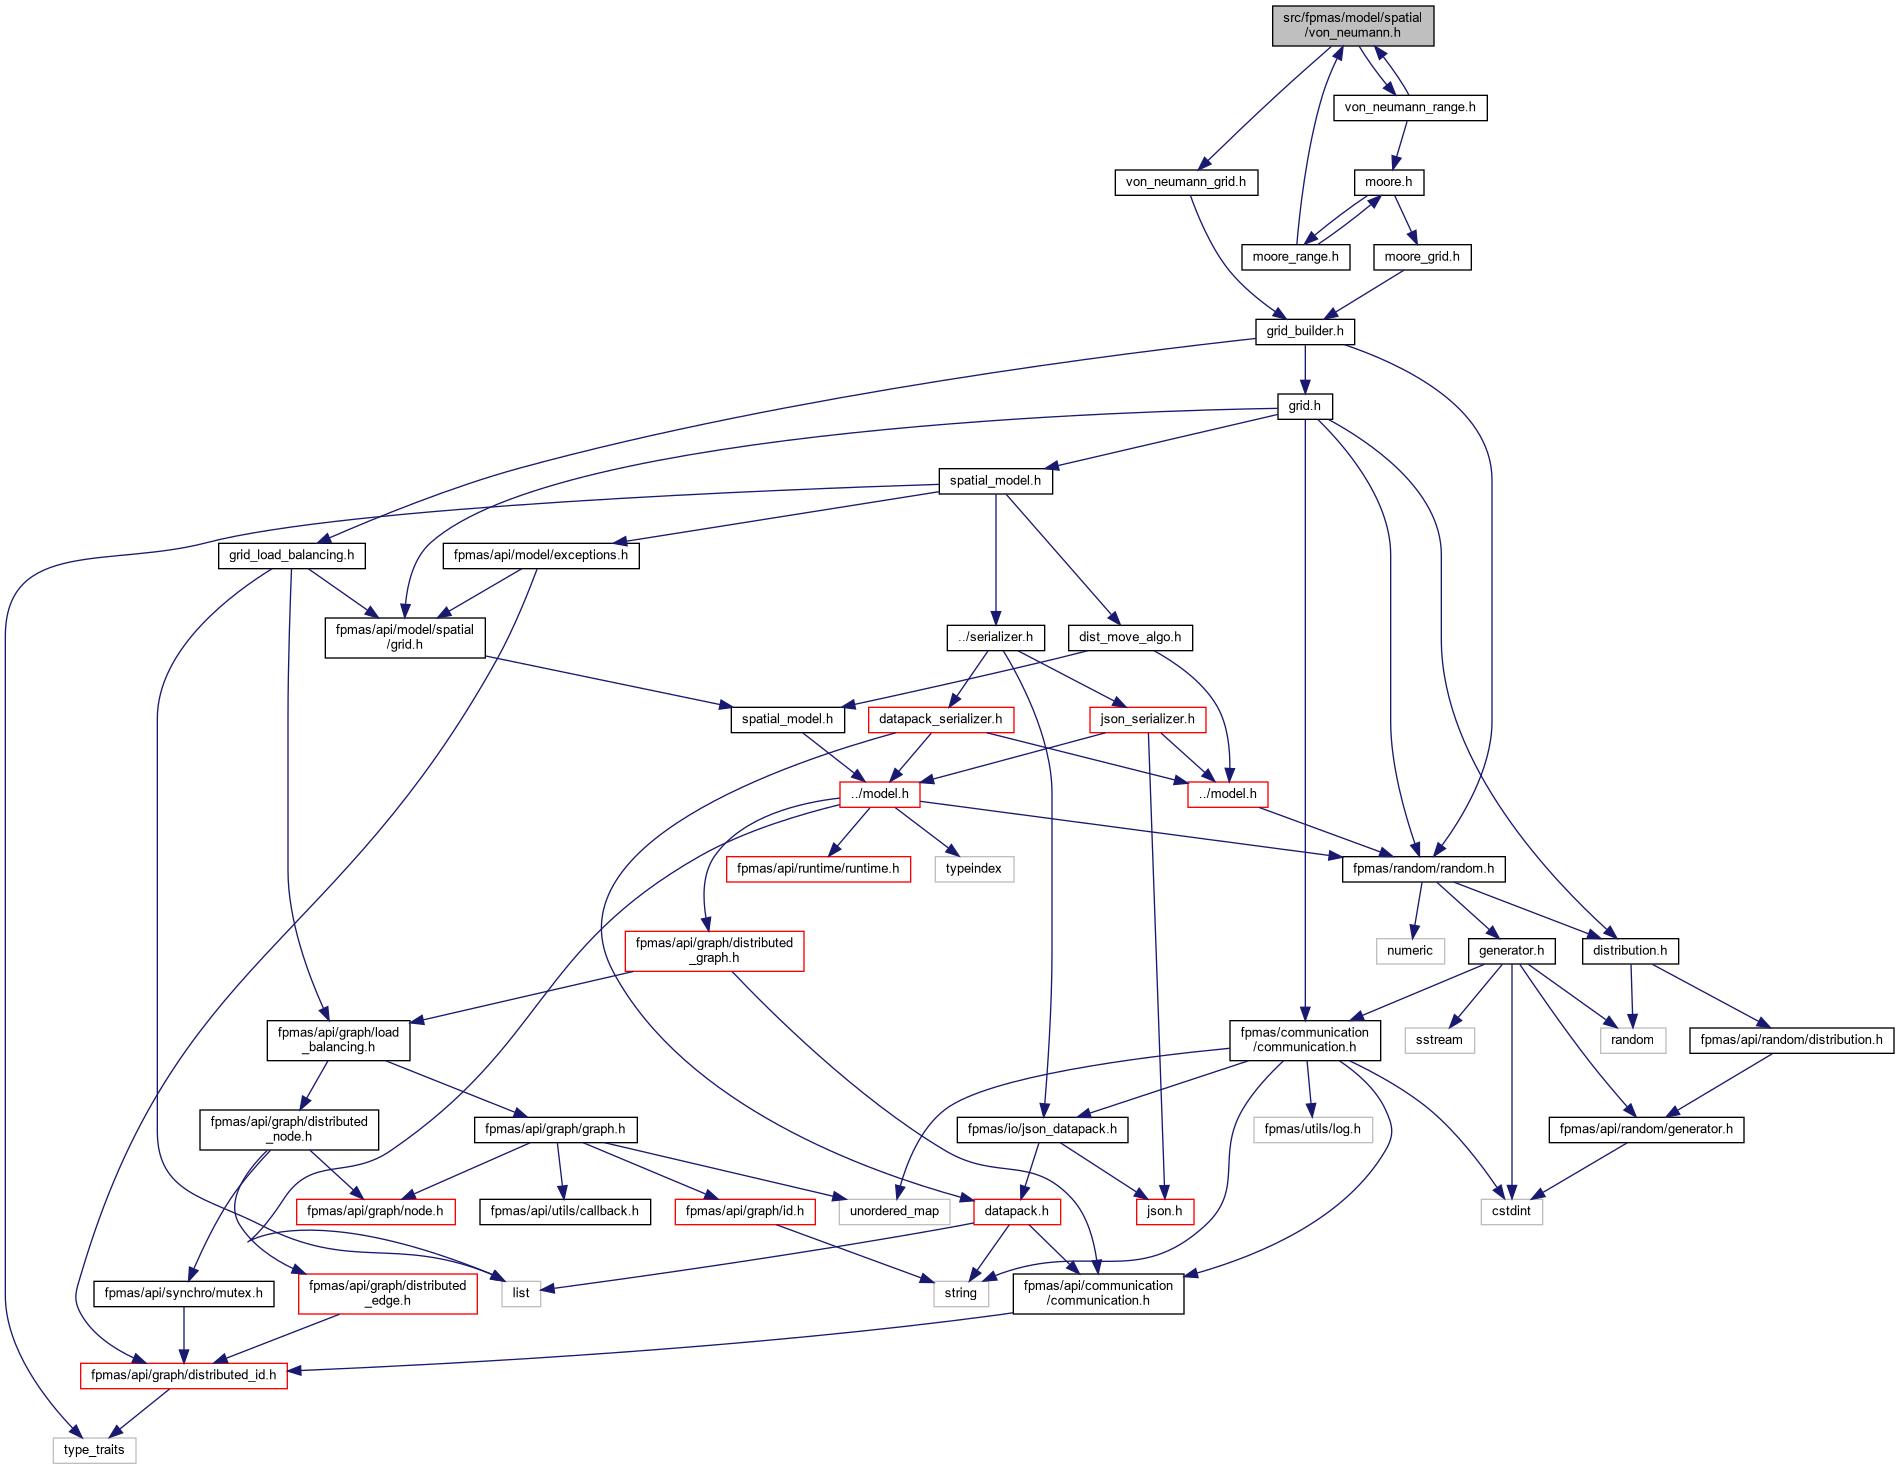 src/fpmas/model/spatial
/von_neumann.h
von_neumann_range.h
von_neumann_grid.h
moore.h
moore_range.h
moore_grid.h
grid_builder.h
grid.h
spatial_model.h
grid_load_balancing.h
fpmas/api/model/exceptions.h
fpmas/api/model/spatial
/grid.h
../serializer.h
dist_move_algo.h
spatial_model.h
datapack_serializer.h
json_serializer.h
../model.h
../model.h
fpmas/api/runtime/runtime.h
typeindex
fpmas/random/random.h
fpmas/api/graph/distributed
_graph.h
numeric
generator.h
distribution.h
fpmas/api/graph/load
_balancing.h
fpmas/communication
/communication.h
sstream
random
fpmas/api/random/distribution.h
fpmas/api/graph/distributed
_node.h
fpmas/api/graph/graph.h
fpmas/io/json_datapack.h
fpmas/utils/log.h
fpmas/api/random/generator.h
fpmas/api/graph/node.h
fpmas/api/utils/callback.h
fpmas/api/graph/id.h
unordered_map
datapack.h
json.h
cstdint
fpmas/api/synchro/mutex.h
fpmas/api/graph/distributed
_edge.h
list
string
fpmas/api/communication
/communication.h
fpmas/api/graph/distributed_id.h
type_traits